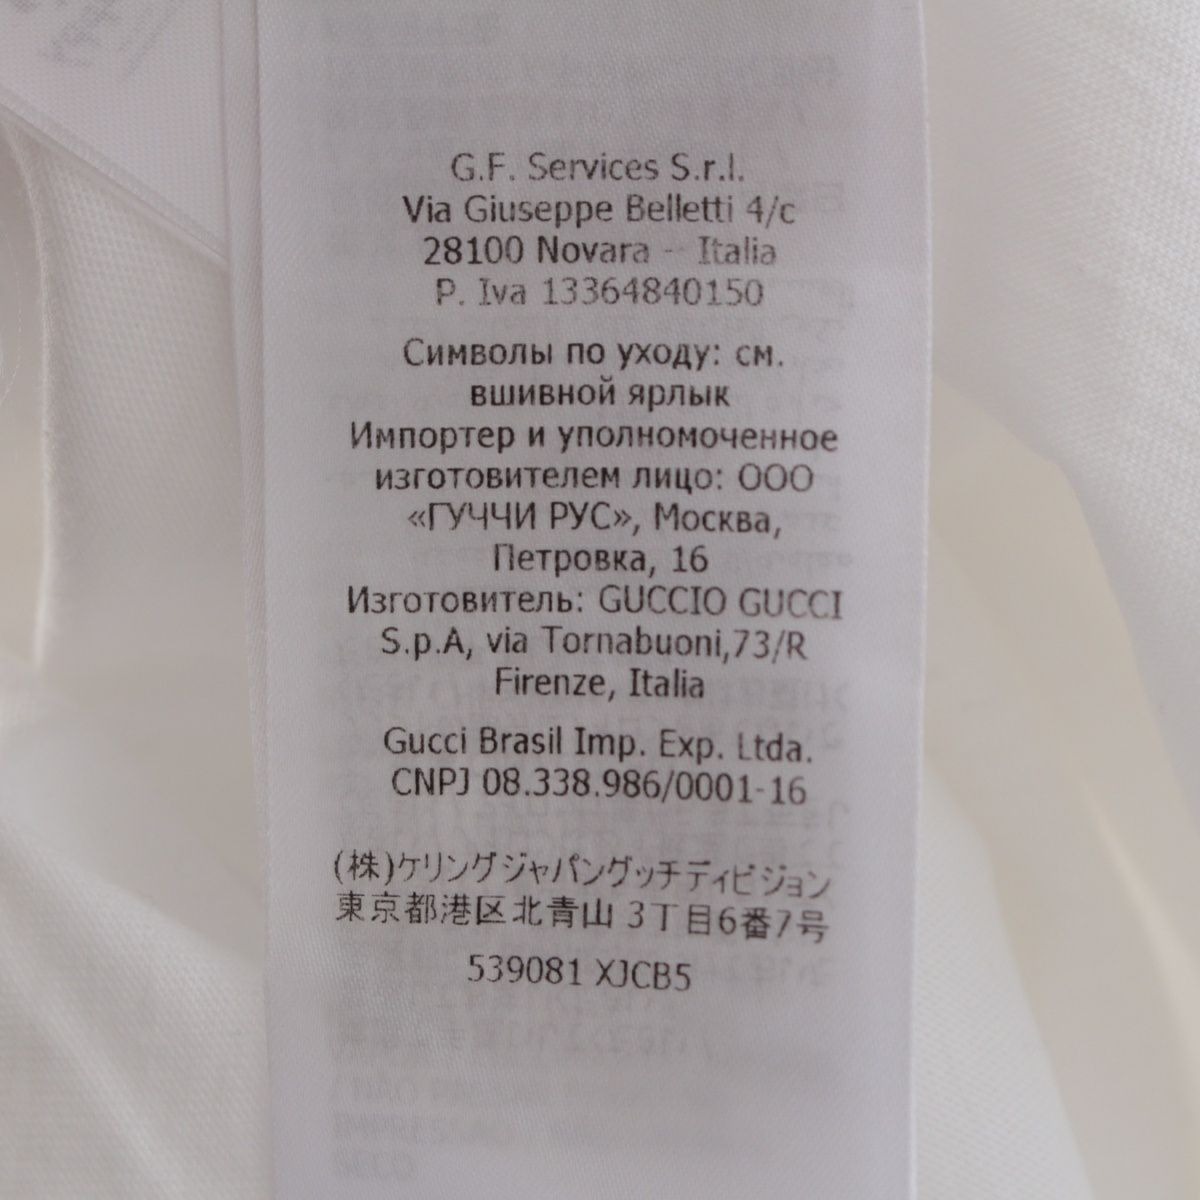 G.F. Services S.r.l.
Via Giuseppe Belletti 4/c
28100 Novara - Italia
P. Iva 13364840150
Символы по уходу: см.
вшивной ярлык
Импортер и уполномоченное
изготовителем лицо: ООО
«ГУЧЧИ РУС», Москва,
Петровка, 16
Изготовитель: GUCCIO GUCCI
S.p.A, via Tornabuoni,73/R
Firenze, Italia
Gucci Brasil Imp. Exp. Ltda.
CNPJ 08.338.986/0001-16
(株)ケリングジャパングッチディビジョン
東京都港区北青山 3丁目6番7号
539081 XJCB5